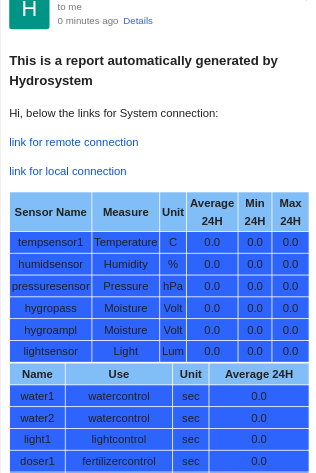 H
to me
0 minutes ago Details
This is a report automatically generated by
Hydrosystem
Hi, below the links for System connection:
link for remote connection
link for local connection
Sensor Name Measure Unit Average 24H Min 24H Max 24H
tempsensor1 Temperature C 0.0 0.0 0.0
humidsensor Humidity % 0.0 0.0 0.0
pressuresensor Pressure hPa 0.0 0.0 0.0
hygropass Moisture Volt 0.0 0.0 0.0
hygroampl Moisture Volt 0.0 0.0 0.0
lightsensor Light Lum 0.0 0.0 0.0
Name Use Unit Average 24H
water1 watercontrol sec 0.0
water2 watercontrol sec 0.0
light1 lightcontrol sec 0.0
doser1 fertilizercontrol sec 0.0